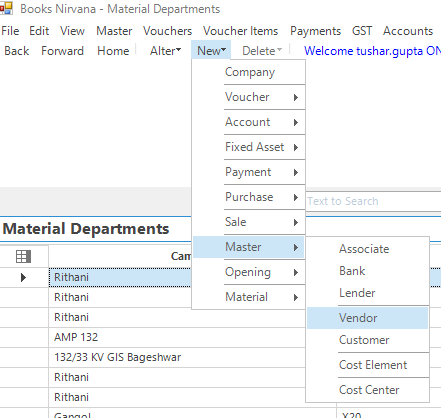 Books Nirvana - Material Departments
File Edit View Master Vouchers Voucher Items Payments GST Accounts
Back Forward Home Alter New Delete Welcome tushar.gupta ON
Company
Voucher
Account
Fixed Asset
Payment
Purchase
Text to Search
Sale
Material Departments
Master
Associate
Cam
Bank
Opening
Rithani
Lender
Material
Rithani
Vendor
Rithani
AMP 132
Customer
132/33 KV GIS Bageshwar
Cost Element
Rithani
Rithani
Cost Center